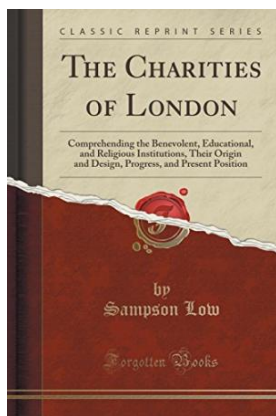 CLASSIC REPRINT SERIES
THE CHARITIES
OF LONDON
Comprehending the Benevolent, Educational,
and Religious Institutions, Their Origin
and Design, Progress, and Present Position
by
Sampson Low
Forgotten Books